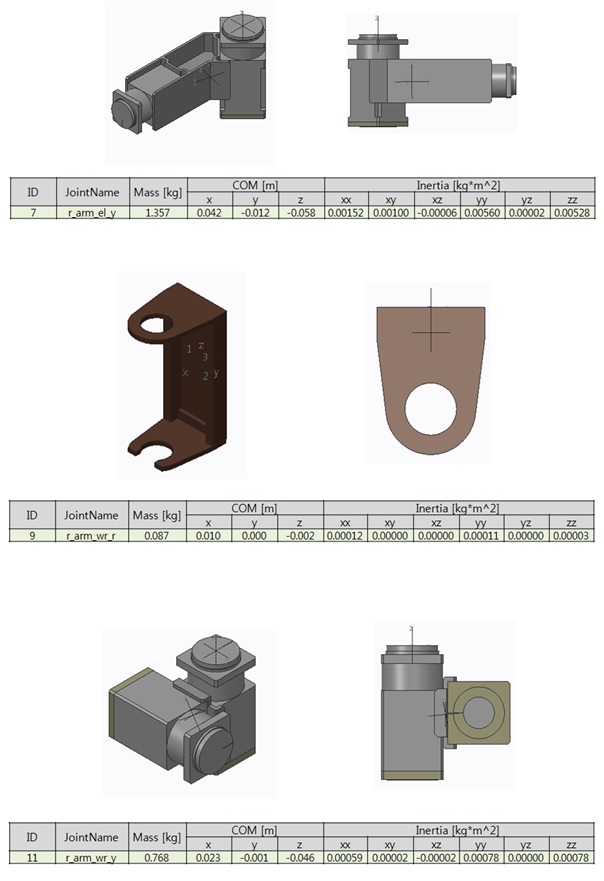 z
z
ID JointName Mass [kg] COM [m] Inertia [kg*m^2]
x y z xx xy xz yy yz zz
7 r_arm_el_y 1.357 0.042 -0.012 -0.058 0.00152 0.00100 -0.00006 0.00560 0.00002 0.00528
1 z
3
x 2 y
ID JointName Mass [kg] COM [m] Inertia [kg*m^2]
x y z xx xy xz yy yz zz
9 r_arm_wr_r 0.087 0.010 0.000 -0.002 0.00012 0.00000 0.00000 0.00011 0.00000 0.00003
z
ID JointName Mass [kg] COM [m] Inertia [kg*m^2]
x y z xx xy xz yy yz zz
11 r_arm_wr_y 0.768 0.023 -0.001 -0.046 0.00059 0.00002 -0.00002 0.00078 0.00000 0.00078